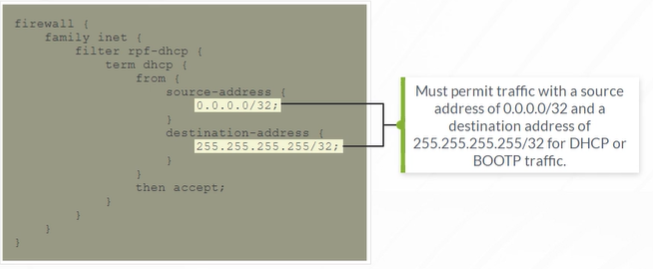 firewall {
    family inet {
        filter rpf-dhcp {
            term dhcp {
                from {
                    source-address {
                        0.0.0.0/32;
                    }
                    destination-address {
                        255.255.255.255/32;
                    }
                }
                then accept;
            }
        }
    }
}
Must permit traffic with a source
address of 0.0.0.0/32 and a
destination address of
255.255.255.255/32 for DHCP or
BOOTP traffic.